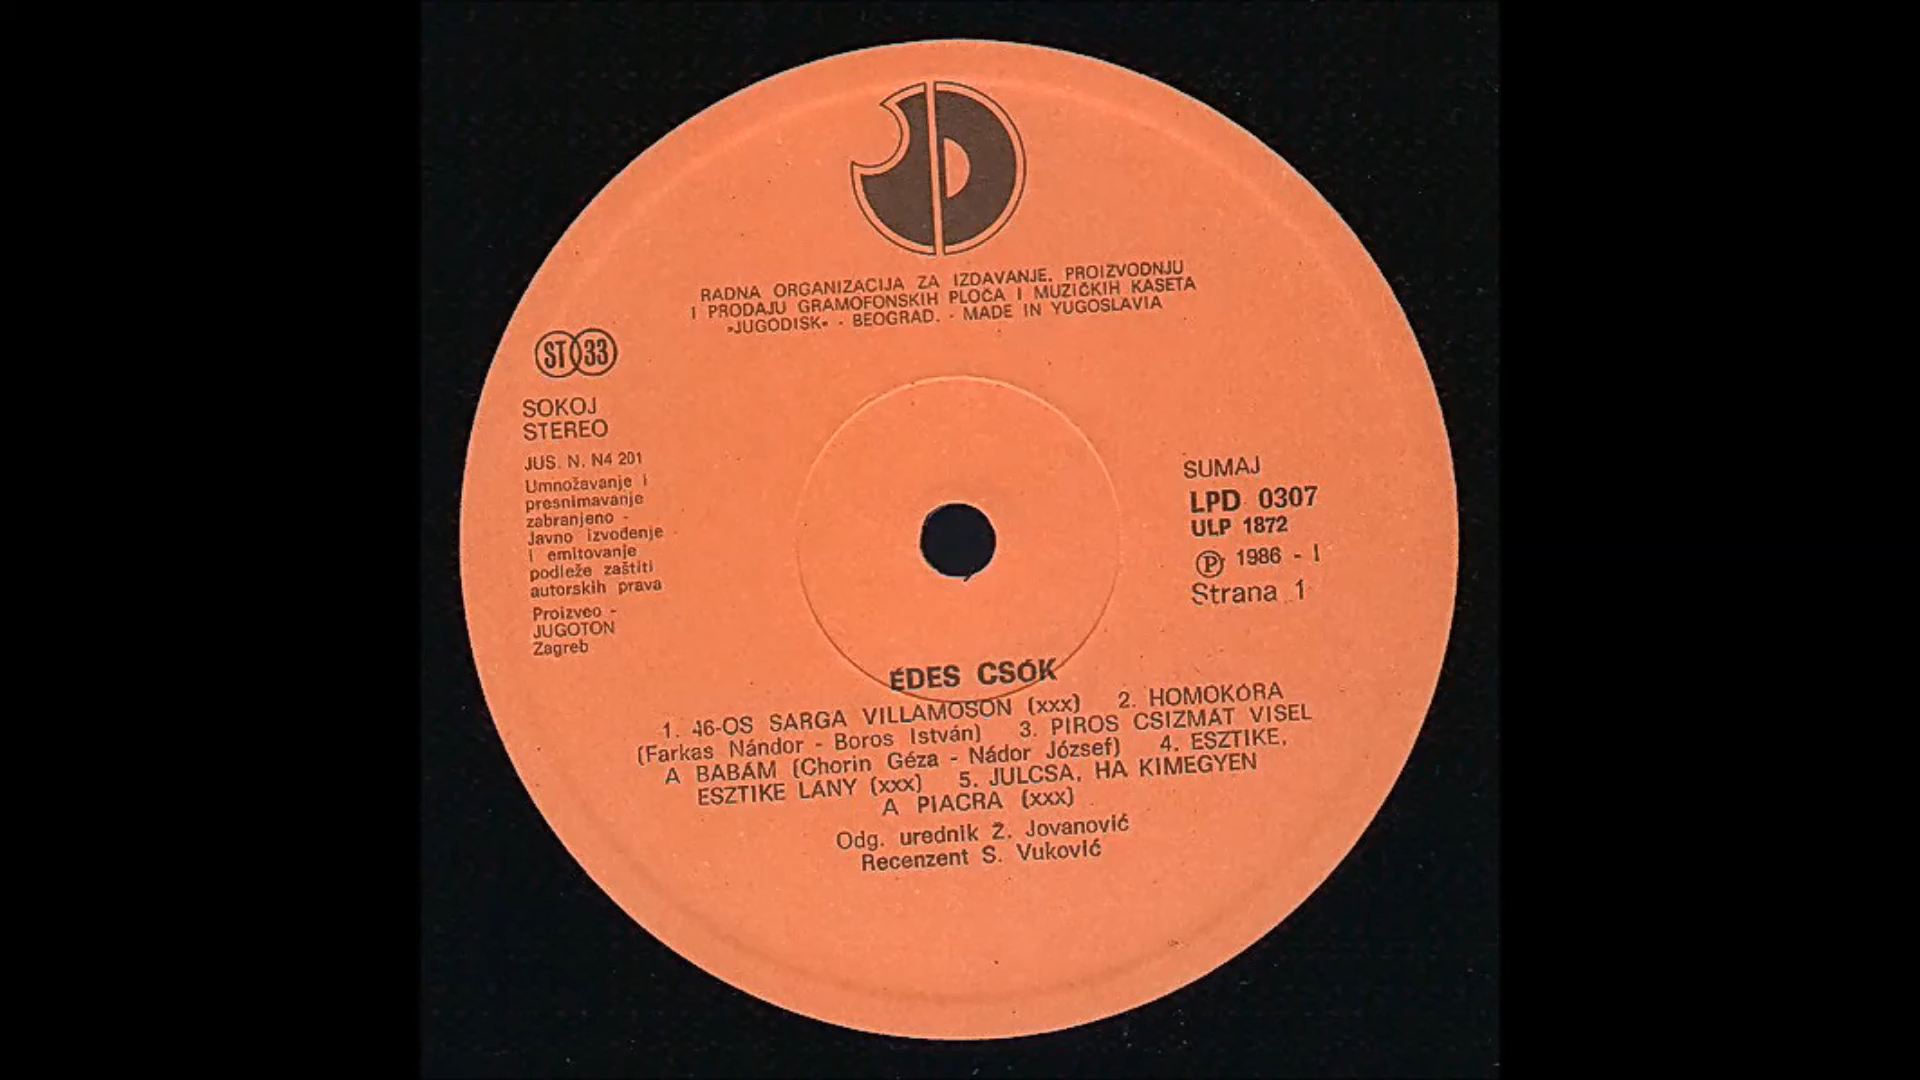 RADNA ORGANIZACIJA ZA IZDAVANJE, PROIZVODNJU
I PRODAJU GRAMOFONSKIH PLOČA I MUZIČKIH KASETA
»JUGODISK« - BEOGRAD. - MADE IN YUGOSLAVIA
ST 33
SOKOJ
STEREO
JUS. N. N4 201
Umnožavanje i
presnimavanje
zabranjeno -
Javno izvođenje
i emitovanje
podleže zaštiti
autorskih prava
Proizveo -
JUGOTON
Zagreb
SUMAJ
LPD 0307
ULP 1872
Ⓟ 1986 - I
Strana 1
ÉDES CSÓK
1. 46-OS SARGA VILLAMOSON (xxx) 2. HOMOKÓRA
(Farkas Nándor - Boros István) 3. PIROS CSIZMAT VISEL
A BABÁM (Chorin Géza - Nádor József) 4. ESZTIKE,
ESZTIKE LANY (xxx) 5. JULCSA, HA KIMEGYEN
A PIACRA (xxx)
Odg. urednik Ž. Jovanović
Recenzent S. Vuković